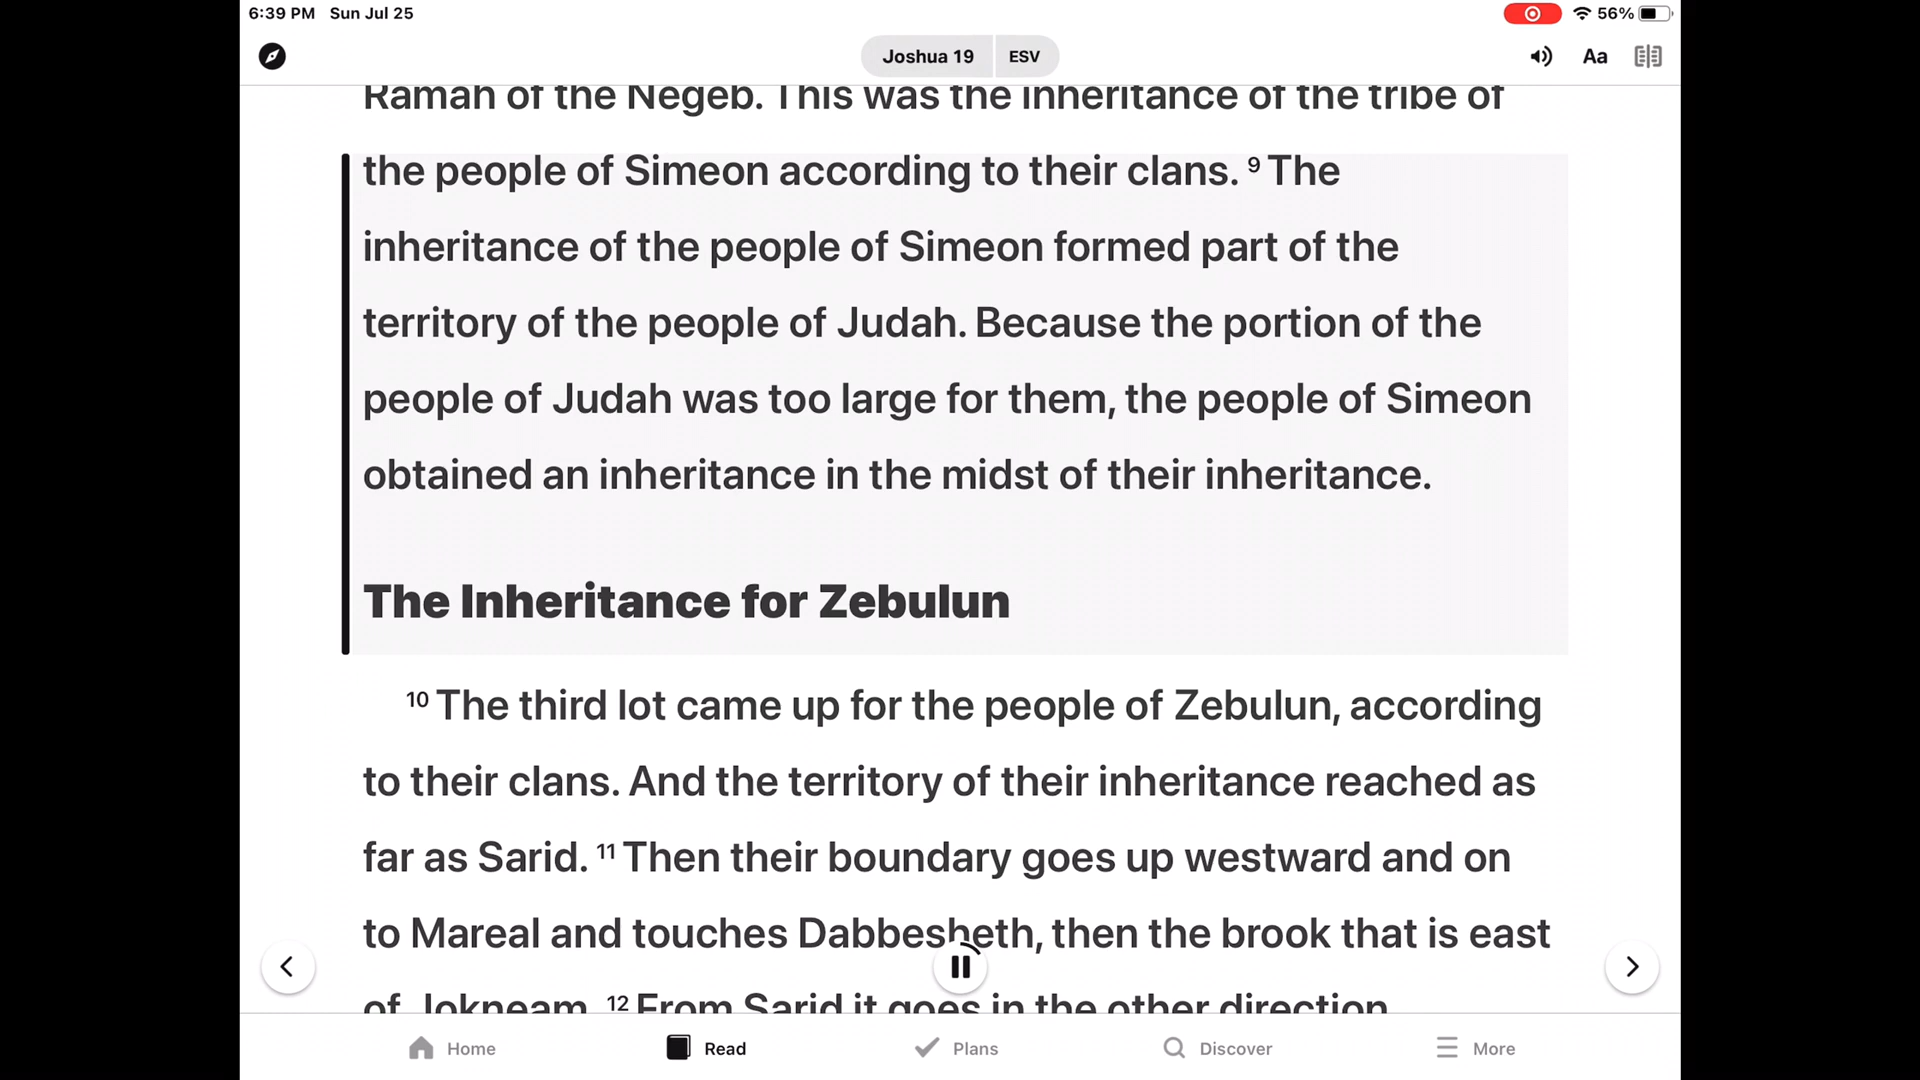 6:39 PM Sun Jul 25 56%
Joshua 19 ESV Aa
Ramah of the Negeb. This was the inheritance of the tribe of
the people of Simeon according to their clans. 9 The
inheritance of the people of Simeon formed part of the
territory of the people of Judah. Because the portion of the
people of Judah was too large for them, the people of Simeon
obtained an inheritance in the midst of their inheritance.
The Inheritance for Zebulun
10 The third lot came up for the people of Zebulun, according
to their clans. And the territory of their inheritance reached as
far as Sarid. 11 Then their boundary goes up westward and on
to Mareal and touches Dabbesheth, then the brook that is east
of Jokneam. 12 From Sarid it goes in the other direction
Home Read Plans Discover More